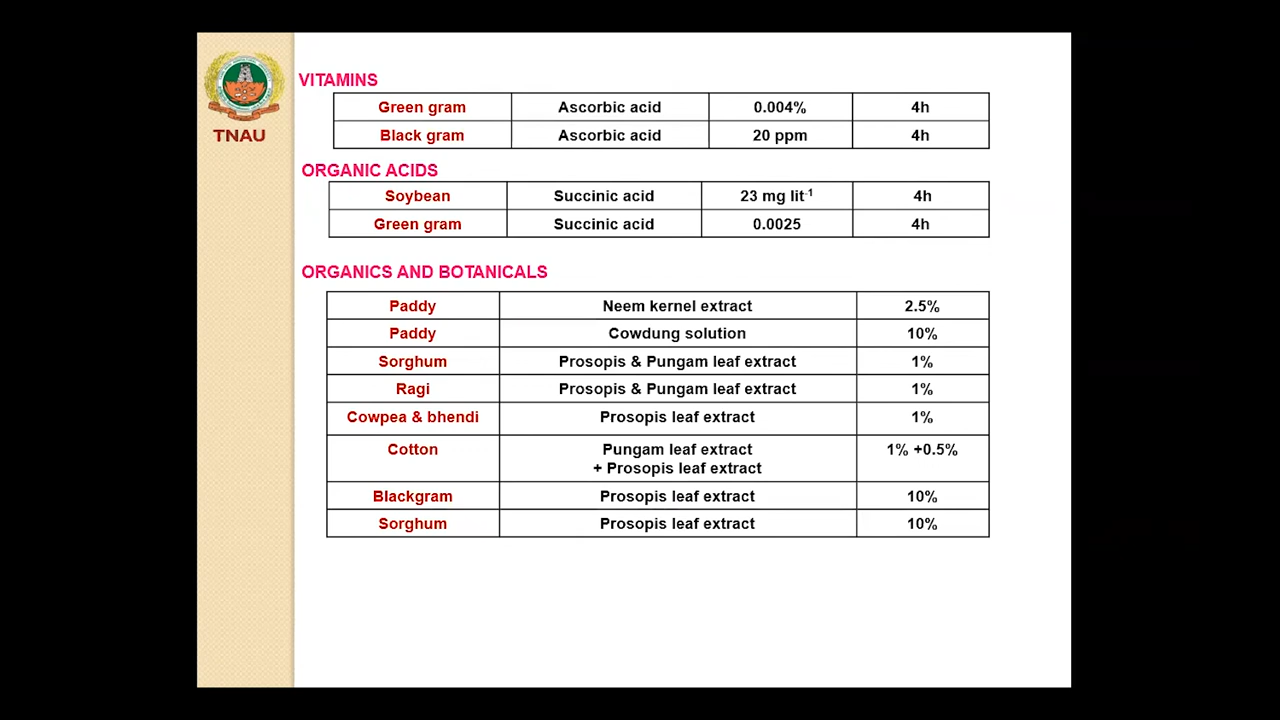 TNAU
VITAMINS
Green gram Ascorbic acid 0.004% 4h
Black gram Ascorbic acid 20 ppm 4h
ORGANIC ACIDS
Soybean Succinic acid 23 mg lit-1 4h
Green gram Succinic acid 0.0025 4h
ORGANICS AND BOTANICALS
Paddy Neem kernel extract 2.5%
Paddy Cowdung solution 10%
Sorghum Prosopis & Pungam leaf extract 1%
Ragi Prosopis & Pungam leaf extract 1%
Cowpea & bhendi Prosopis leaf extract 1%
Cotton Pungam leaf extract 1% +0.5%
+ Prosopis leaf extract
Blackgram Prosopis leaf extract 10%
Sorghum Prosopis leaf extract 10%